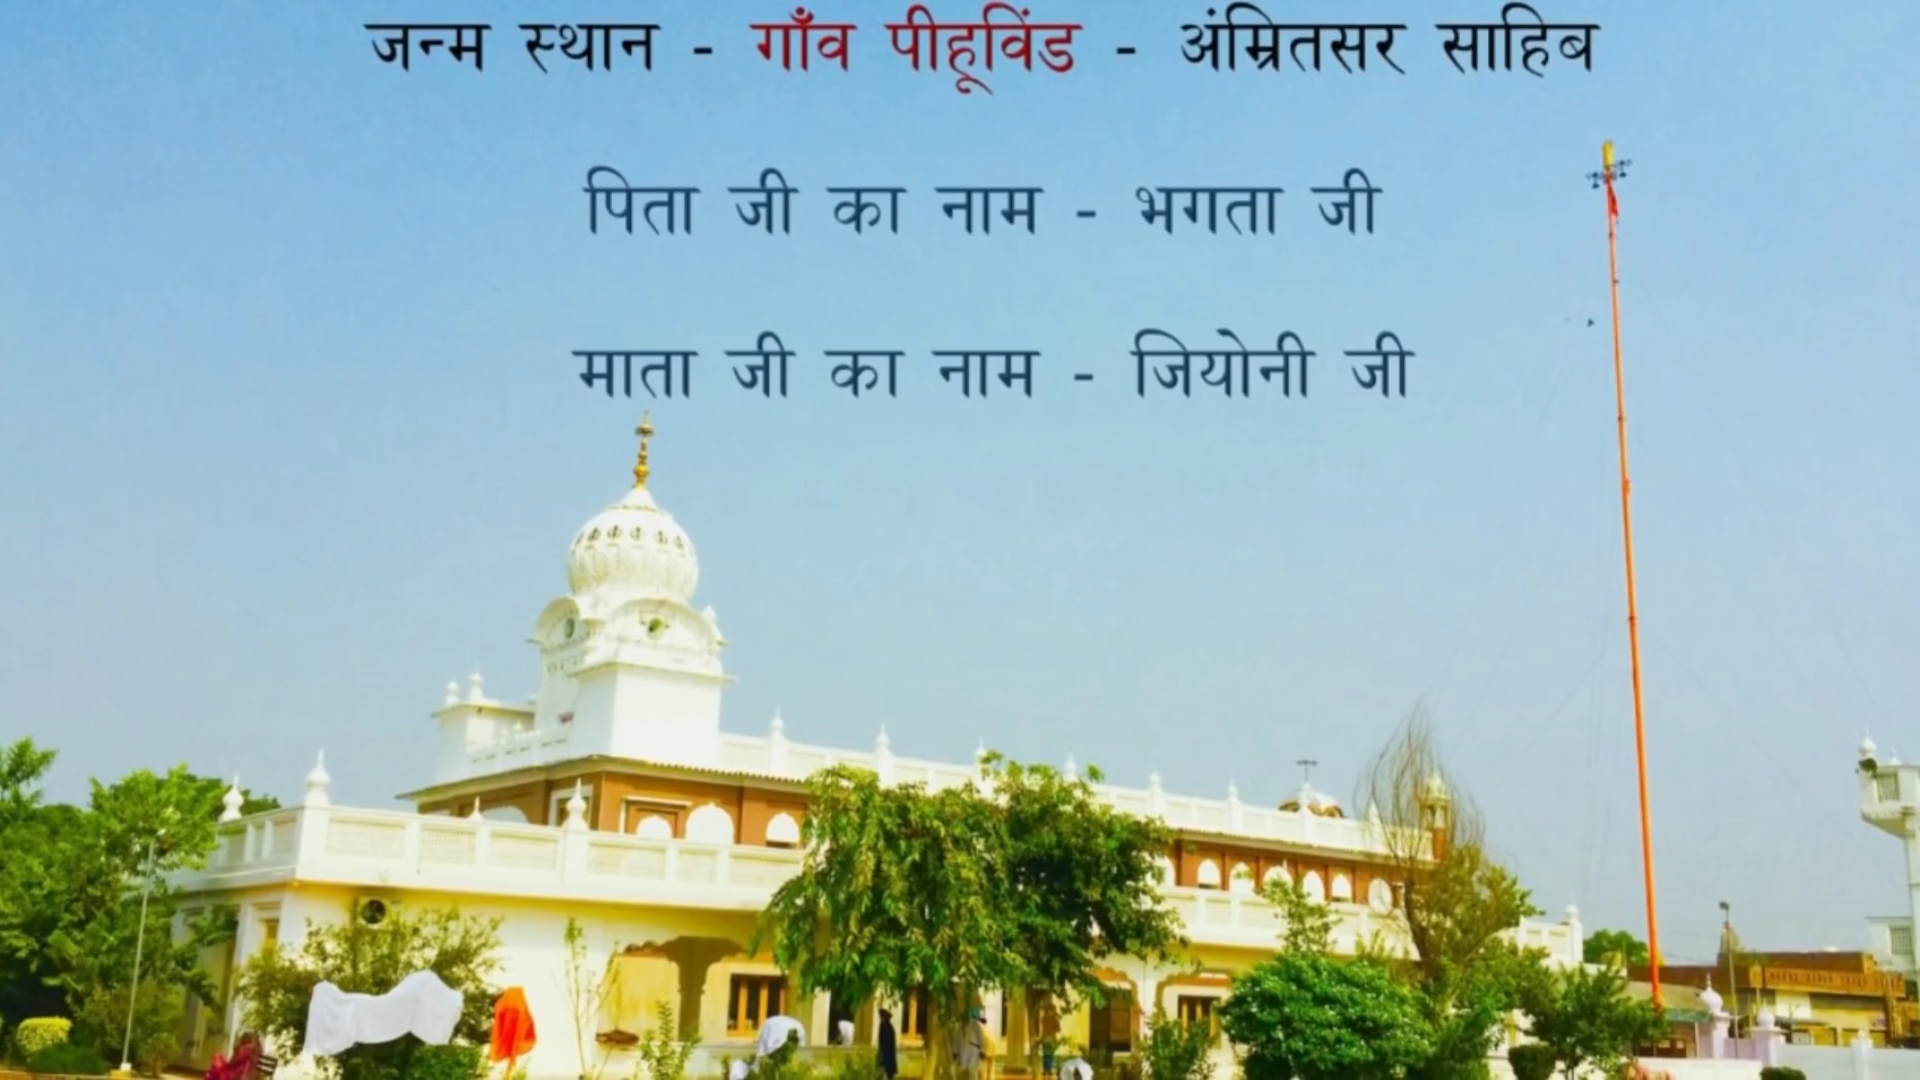 जन्म स्थान - गाँव पीहूविंड - अंम्रितसर साहिब
पिता जी का नाम - भगता जी
माता जी का नाम - जियोनी जी